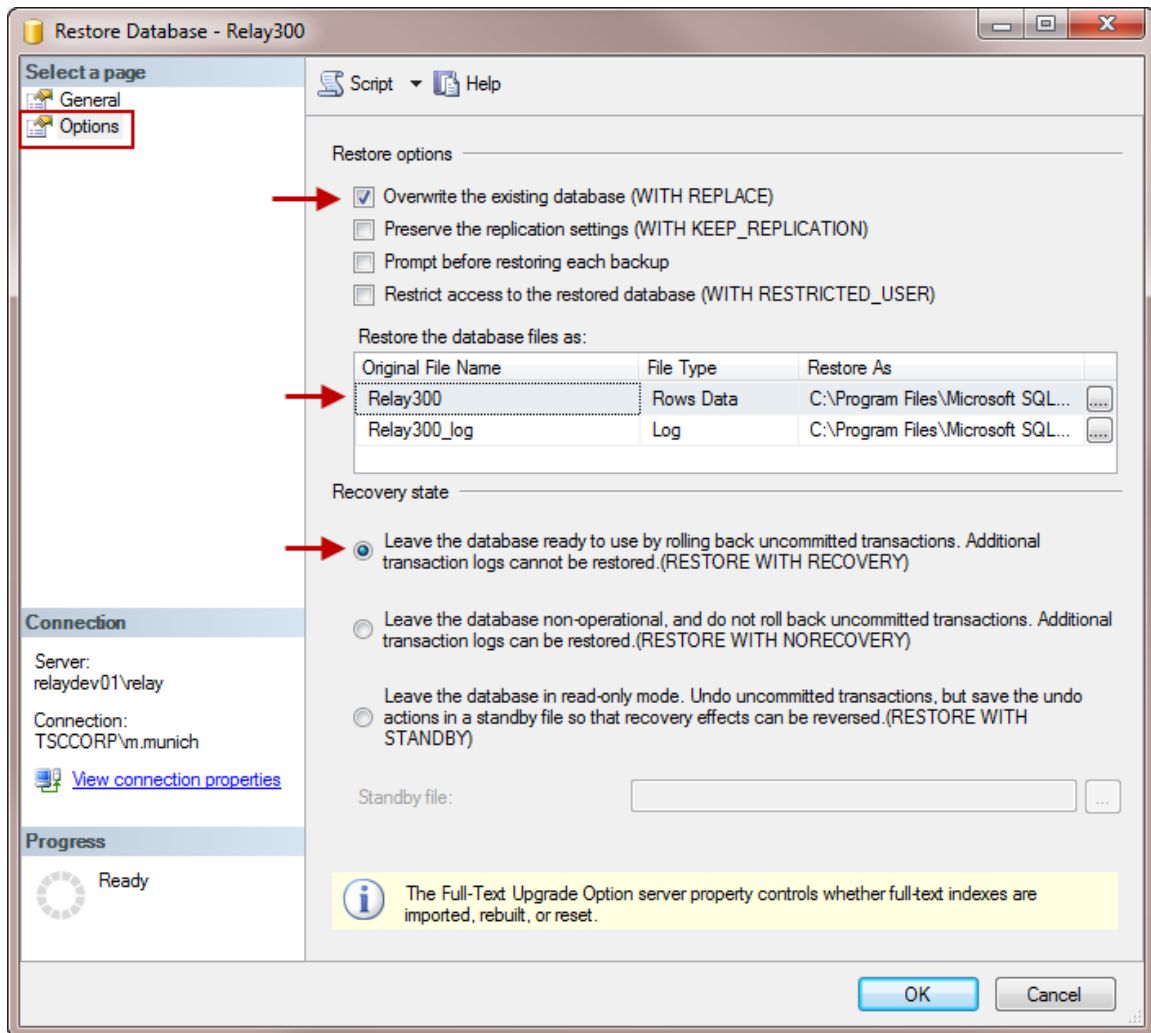 Restore Database - Relay300
Select a page
General
Options
Script
Help
Restore options
Overwrite the existing database (WITH REPLACE)
Preserve the replication settings (WITH KEEP_REPLICATION)
Prompt before restoring each backup
Restrict access to the restored database (WITH RESTRICTED_USER)
Restore the database files as:
Original File Name File Type Restore As
Relay300 Rows Data C:\Program Files\Microsoft SQL... ....
Relay300_log Log C:\Program Files\Microsoft SQL... ....
Recovery state
Leave the database ready to use by rolling back uncommitted transactions. Additional
transaction logs cannot be restored.(RESTORE WITH RECOVERY)
Leave the database non-operational, and do not roll back uncommitted transactions. Additional
transaction logs can be restored.(RESTORE WITH NORECOVERY)
Leave the database in read-only mode. Undo uncommitted transactions, but save the undo
actions in a standby file so that recovery effects can be reversed.(RESTORE WITH
STANDBY)
Standby file: ...
Connection
Server:
relaydev01\relay
Connection:
TSCCORP\m.munich
View connection properties
Progress
Ready
The Full-Text Upgrade Option server property controls whether full-text indexes are
imported, rebuilt, or reset.
OK Cancel